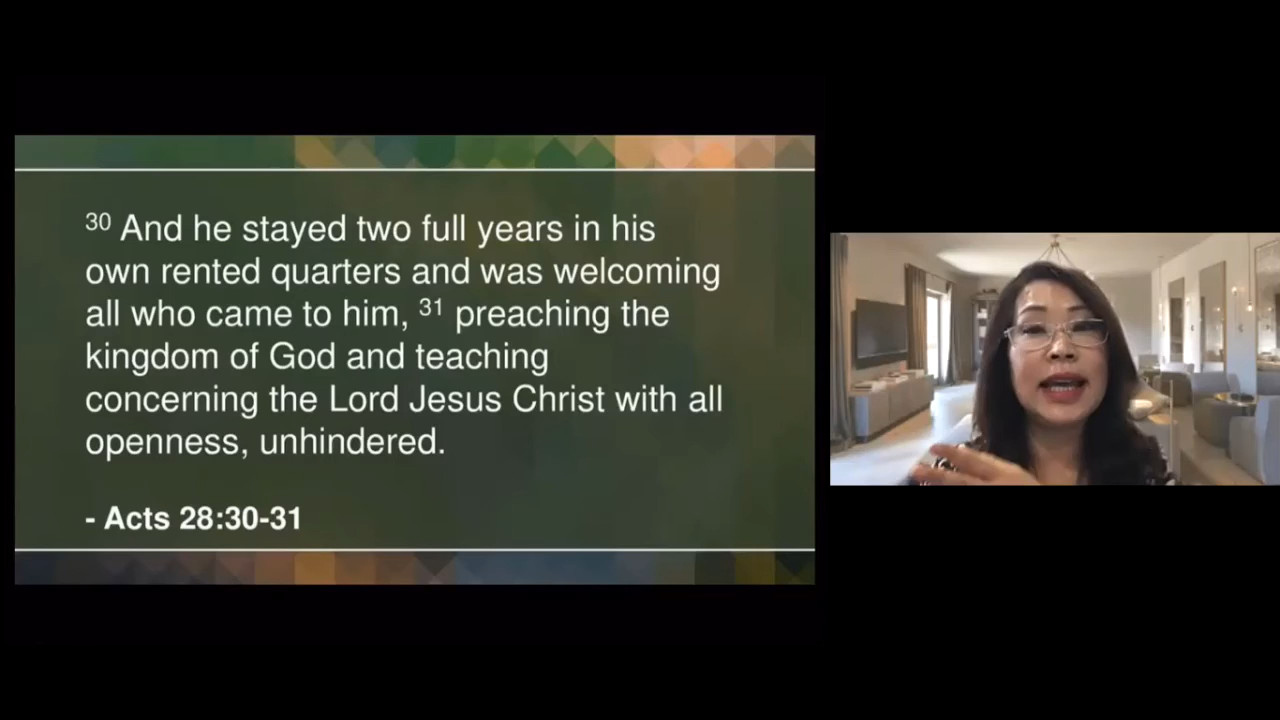 30 And he stayed two full years in his
own rented quarters and was welcoming
all who came to him, 31 preaching the
kingdom of God and teaching
concerning the Lord Jesus Christ with all
openness, unhindered.
- Acts 28:30-31